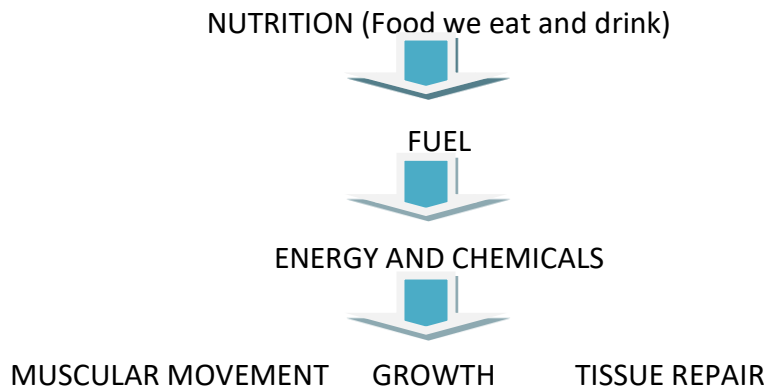 NUTRITION (Food we eat and drink)
FUEL
ENERGY AND CHEMICALS
MUSCULAR MOVEMENT GROWTH TISSUE REPAIR